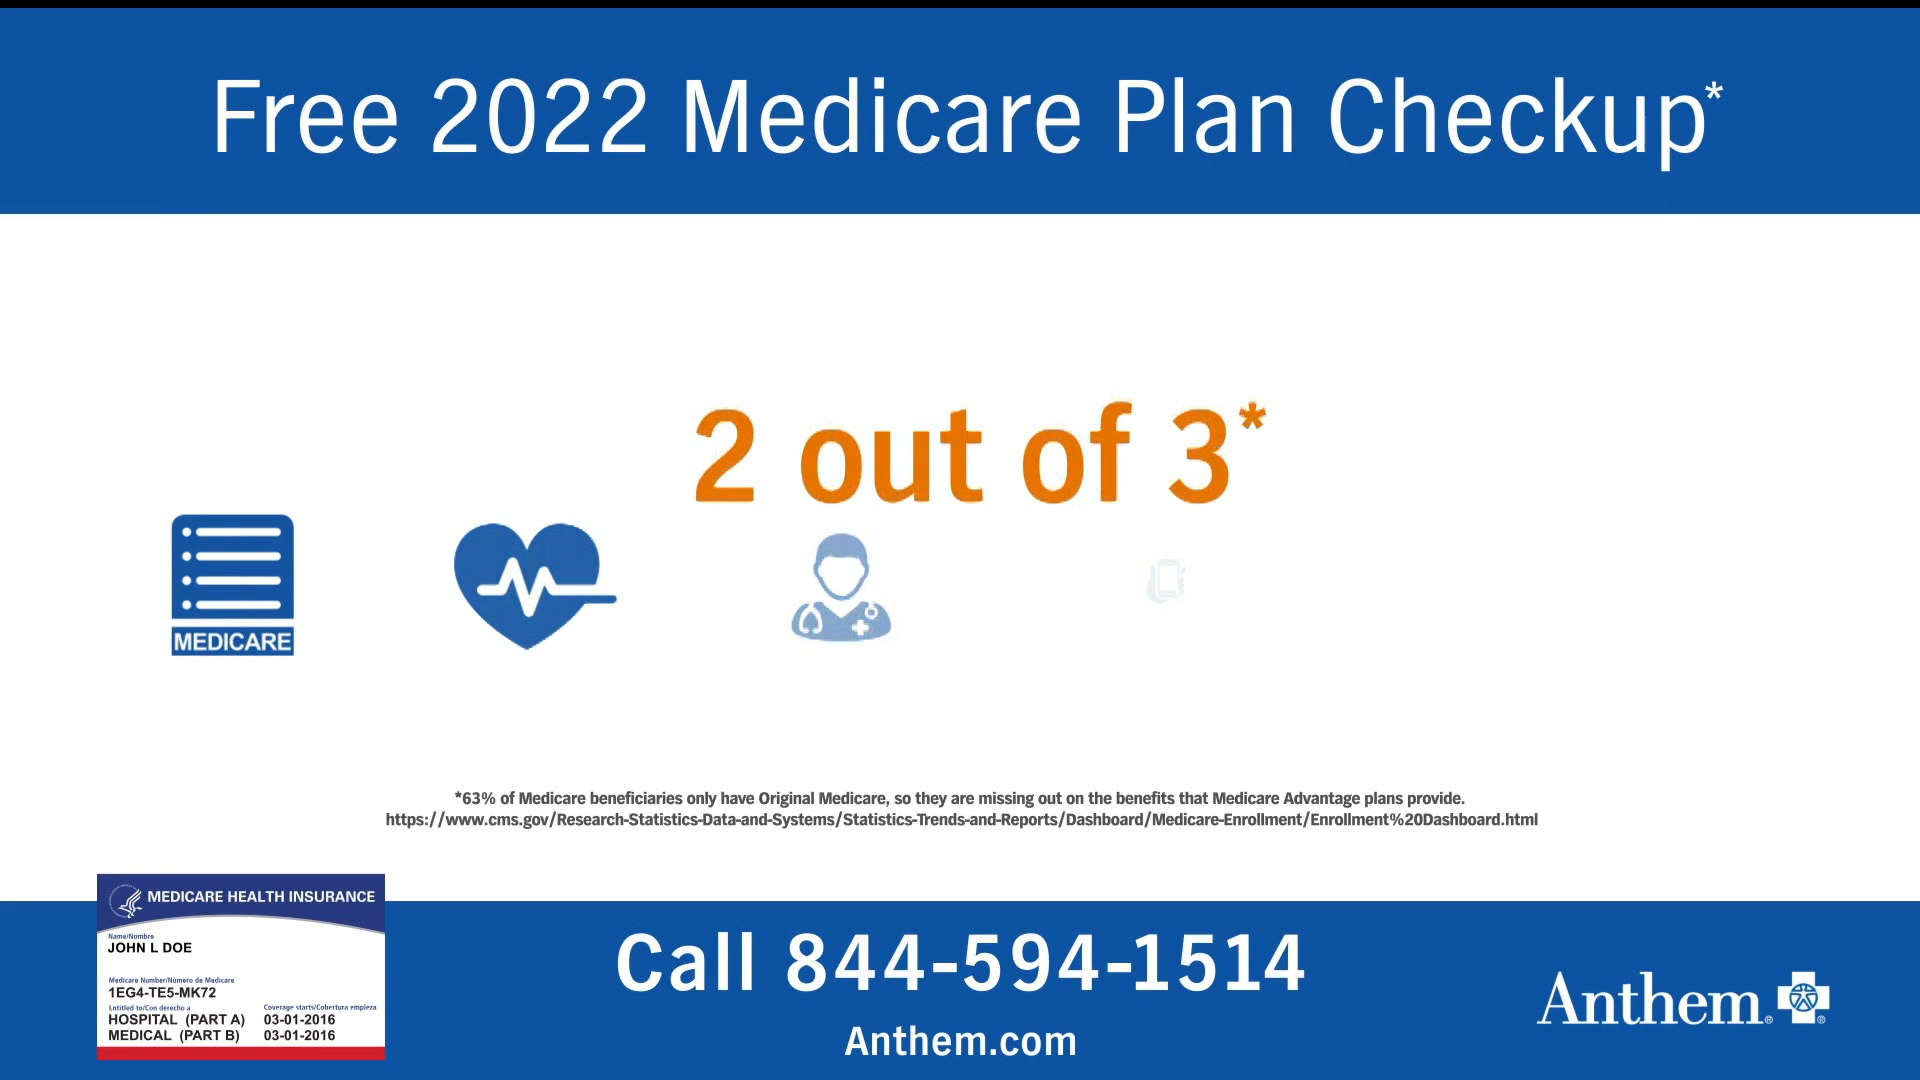 Free 2022 Medicare Plan Checkup*
2 out of 3*
MEDICARE
*63% of Medicare beneficiaries only have Original Medicare, so they are missing out on the benefits that Medicare Advantage plans provide.
https://www.cms.gov/Research-Statistics-Data-and-Systems/Statistics-Trends-and-Reports/Dashboard/Medicare-Enrollment/Enrollment%20Dashboard.html
MEDICARE HEALTH INSURANCE
Name/Nombre
JOHN L DOE
Medicare Number/Número de Medicare
1EG4-TE5-MK72
Entitled to/Con derecho a Coverage starts/Cobertura empieza
HOSPITAL (PART A) 03-01-2016
MEDICAL (PART B) 03-01-2016
Call 844-594-1514
Anthem.com
Anthem®®